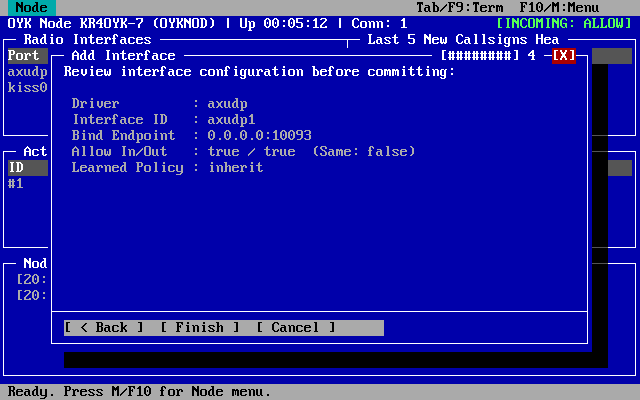 Node Tab/F9:Term F10/M:Menu
OYK Node KR4OYK-7 (OYKNOD) | Up 00:05:12 | Conn: 1 [INCOMING: ALLOW]
Radio Interfaces Last 5 New Callsigns Hea
Port Add Interface [########] 4 [X]
axudp Review interface configuration before committing:
kiss0
Driver : axudp
Interface ID : axudp1
Bind Endpoint : 0.0.0.0:10093
Act Allow In/Out : true / true (Same: false)
ID Learned Policy : inherit
#1
Nod
[20:
[20:
[ < Back ] [ Finish ] [ Cancel ]
Ready. Press M/F10 for Node menu.